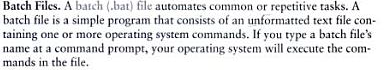 Batch Files. A batch (.bat) file automates common or repetitive tasks. A
batch file is a simple program that consists of an unformatted text file con-
taining one or more operating system commands. If you type a batch file's
name at a command prompt, your operating system will execute the com-
mands in the file.